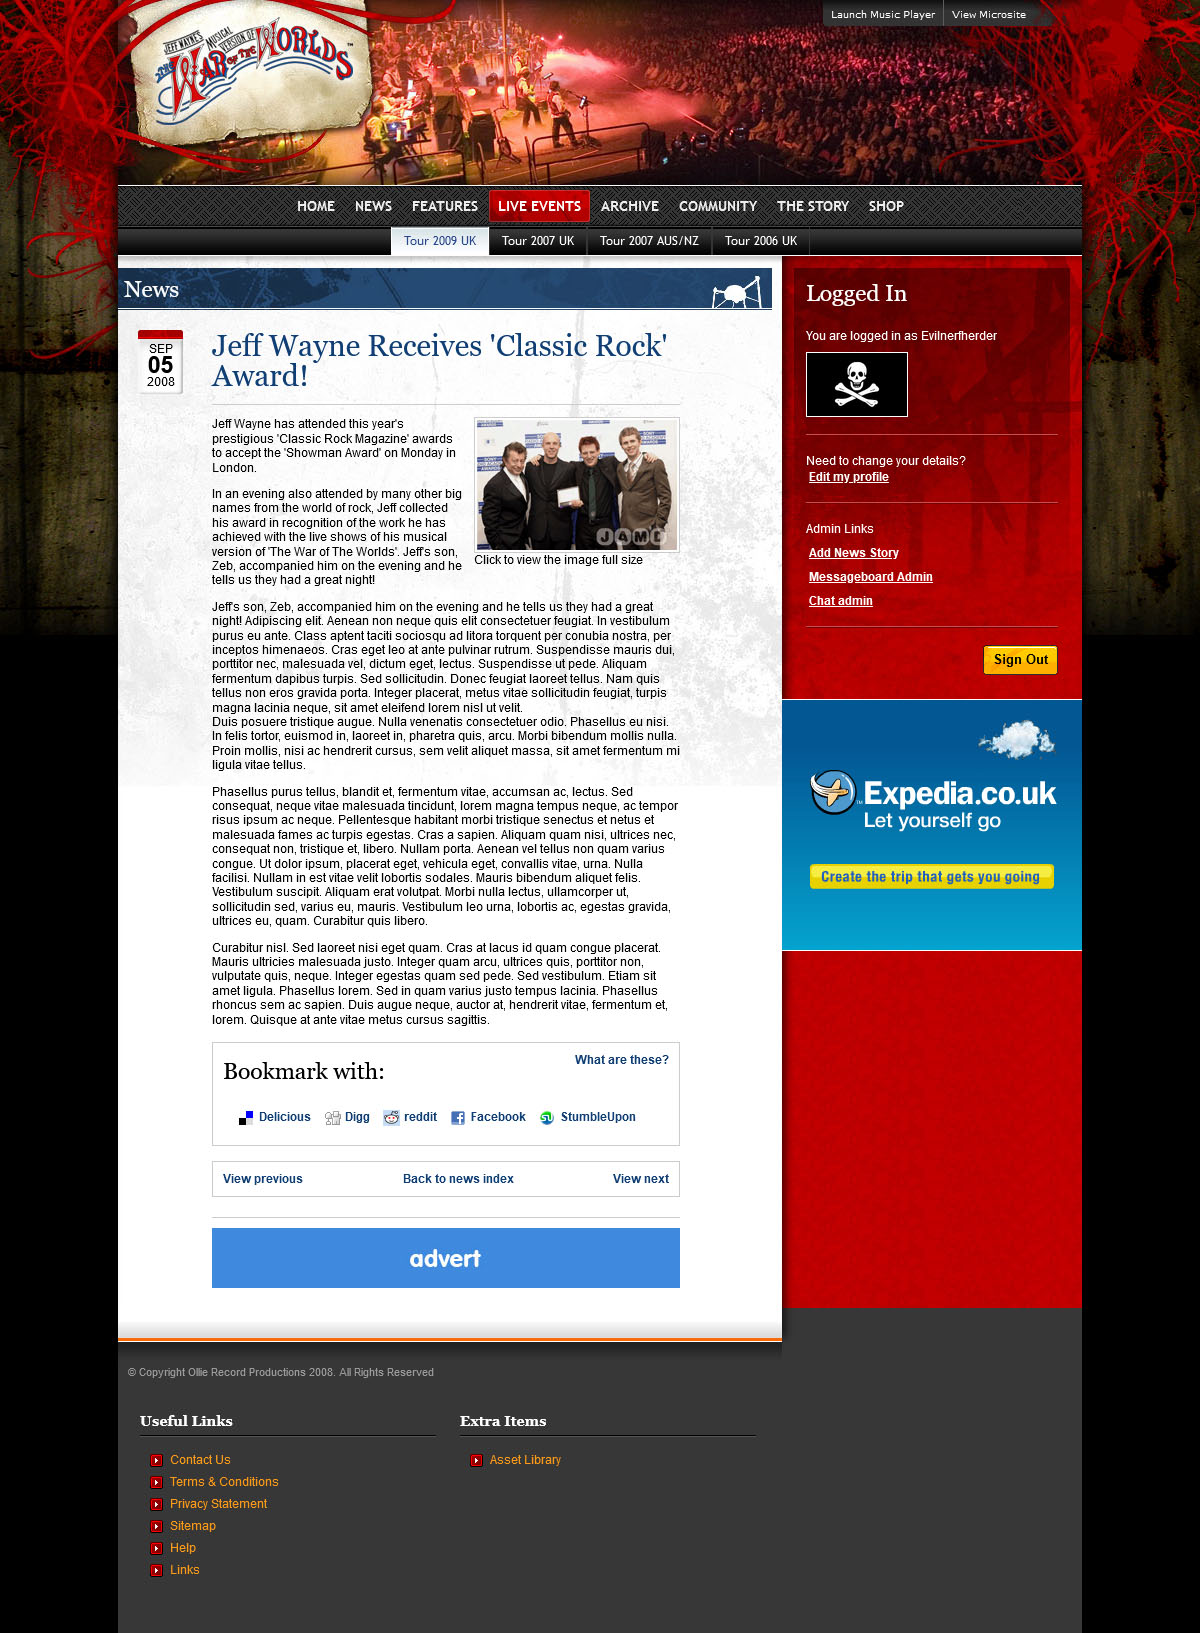 Launch Music Player
View Microsite
JEFF WAYNE'S MUSICAL VERSION OF
THE WAR OF THE WORLDS™
HOME
NEWS
FEATURES
LIVE EVENTS
ARCHIVE
COMMUNITY
THE STORY
SHOP
Tour 2009 UK
Tour 2007 UK
Tour 2007 AUS/NZ
Tour 2006 UK
News
SEP
05
2008
Jeff Wayne Receives 'Classic Rock'
Award!
Jeff Wayne has attended this year's
prestigious 'Classic Rock Magazine' awards
to accept the 'Showman Award' on Monday in
London.
In an evening also attended by many other big
names from the world of rock, Jeff collected
his award in recognition of the work he has
achieved with the live shows of his musical
version of 'The War of The Worlds'. Jeff's son,
Zeb, accompanied him on the evening and he
tells us they had a great night!
JAMD
Click to view the image full size
Jeff's son, Zeb, accompanied him on the evening and he tells us they had a great
night! Adipiscing elit. Aenean non neque quis elit consectetuer feugiat. In vestibulum
purus eu ante. Class aptent taciti sociosqu ad litora torquent per conubia nostra, per
inceptos himenaeos. Cras eget leo at ante pulvinar rutrum. Suspendisse mauris dui,
porttitor nec, malesuada vel, dictum eget, lectus. Suspendisse ut pede. Aliquam
fermentum dapibus turpis. Sed sollicitudin. Donec feugiat laoreet tellus. Nam quis
tellus non eros gravida porta. Integer placerat, metus vitae sollicitudin feugiat, turpis
magna lacinia neque, sit amet eleifend lorem nisl ut velit.
Duis posuere tristique augue. Nulla venenatis consectetuer odio. Phasellus eu nisi.
In felis tortor, euismod in, laoreet in, pharetra quis, arcu. Morbi bibendum mollis nulla.
Proin mollis, nisi ac hendrerit cursus, sem velit aliquet massa, sit amet fermentum mi
ligula vitae tellus.
Phasellus purus tellus, blandit et, fermentum vitae, accumsan ac, lectus. Sed
consequat, neque vitae malesuada tincidunt, lorem magna tempus neque, ac tempor
risus ipsum ac neque. Pellentesque habitant morbi tristique senectus et netus et
malesuada fames ac turpis egestas. Cras a sapien. Aliquam quam nisi, ultrices nec,
consequat non, tristique et, libero. Nullam porta. Aenean vel tellus non quam varius
congue. Ut dolor ipsum, placerat eget, vehicula eget, convallis vitae, urna. Nulla
facilisi. Nullam in est vitae velit lobortis sodales. Mauris bibendum aliquet felis.
Vestibulum suscipit. Aliquam erat volutpat. Morbi nulla lectus, ullamcorper ut,
sollicitudin sed, varius eu, mauris. Vestibulum leo urna, lobortis ac, egestas gravida,
ultrices eu, quam. Curabitur quis libero.
Curabitur nisl. Sed laoreet nisi eget quam. Cras at lacus id quam congue placerat.
Mauris ultricies malesuada justo. Integer quam arcu, ultrices quis, porttitor non,
vulputate quis, neque. Integer egestas quam sed pede. Sed vestibulum. Etiam sit
amet ligula. Phasellus lorem. Sed in quam varius justo tempus lacinia. Phasellus
rhoncus sem ac sapien. Duis augue neque, auctor at, hendrerit vitae, fermentum et,
lorem. Quisque at ante vitae metus cursus sagittis.
What are these?
Bookmark with:
Delicious
Digg
reddit
Facebook
StumbleUpon
View previous
Back to news index
View next
advert
Logged In
You are logged in as Evilnerfherder
Need to change your details?
Edit my profile
Admin Links
Add News Story
Messageboard Admin
Chat admin
Sign Out
Expedia.co.uk
Let yourself go
Create the trip that gets you going
© Copyright Ollie Record Productions 2008. All Rights Reserved
Useful Links
Contact Us
Terms & Conditions
Privacy Statement
Sitemap
Help
Links
Extra Items
Asset Library